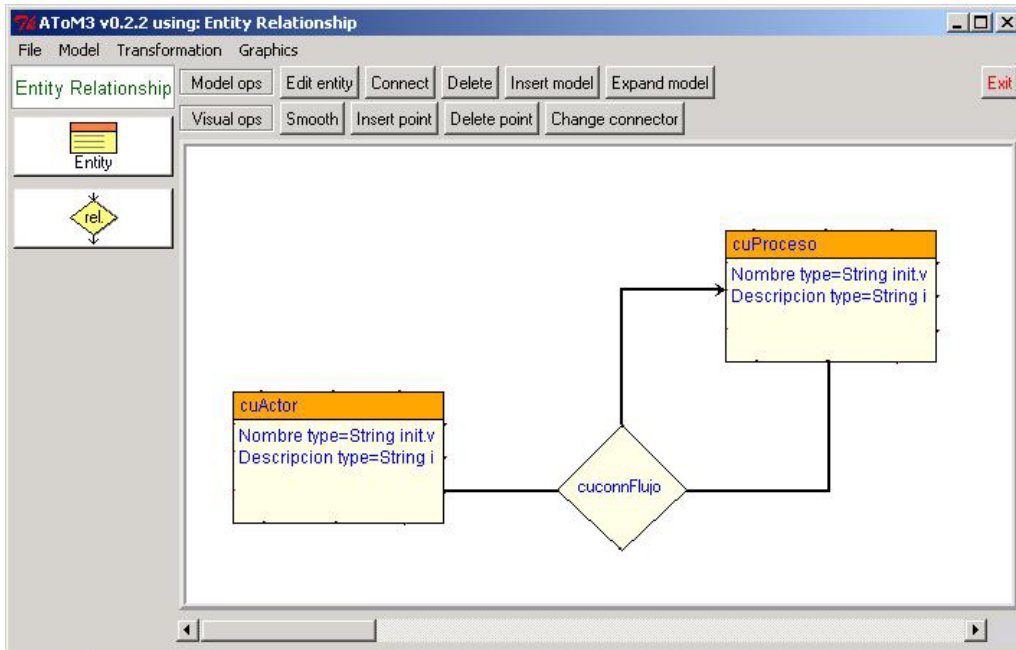 AToM3 v0.2.2 using: Entity Relationship
File Model Transformation Graphics
Entity Relationship
Model ops Edit entity Connect Delete Insert model Expand model Exit
Visual ops Smooth Insert point Delete point Change connector
Entity
rel.
cuProceso
Nombre type=String init.v
Descripcion type=String i
cuActor
Nombre type=String init.v
Descripcion type=String i
cuconnFlujo